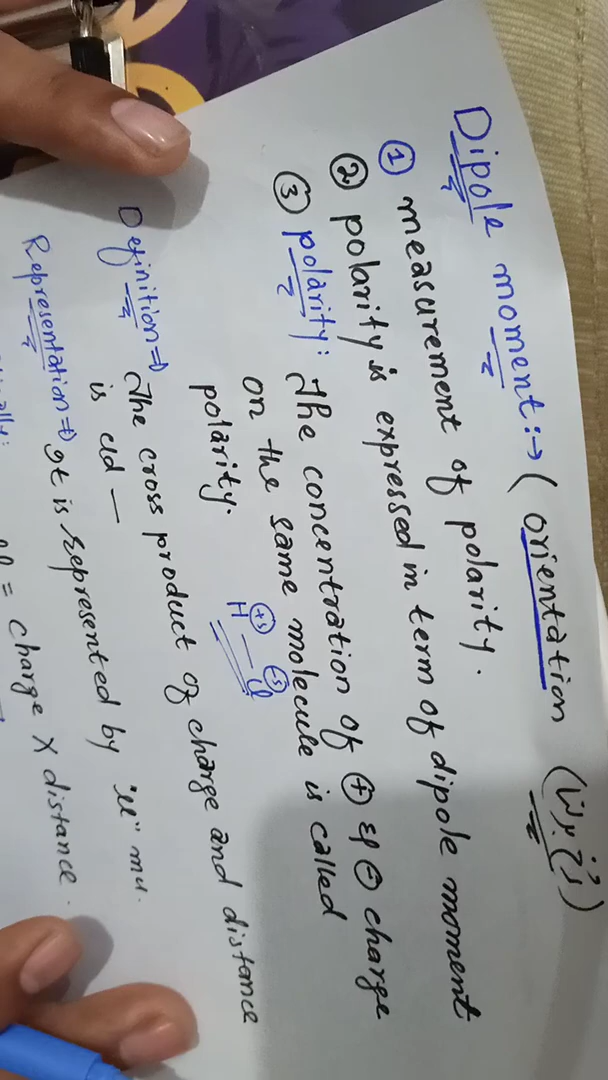 Dipole moment :→ (orientation
① measurement of polarity.
② polarity is expressed in term of dipole moment
③ polarity: The concentration of ⊕ & ⊖ charge
on the same molecule is called
polarity.
H — Cl
Definition ⇒ The cross product of charge and distance
is cld —
Representation ⇒ It is represented by "μ" mu.
= charge X distance.